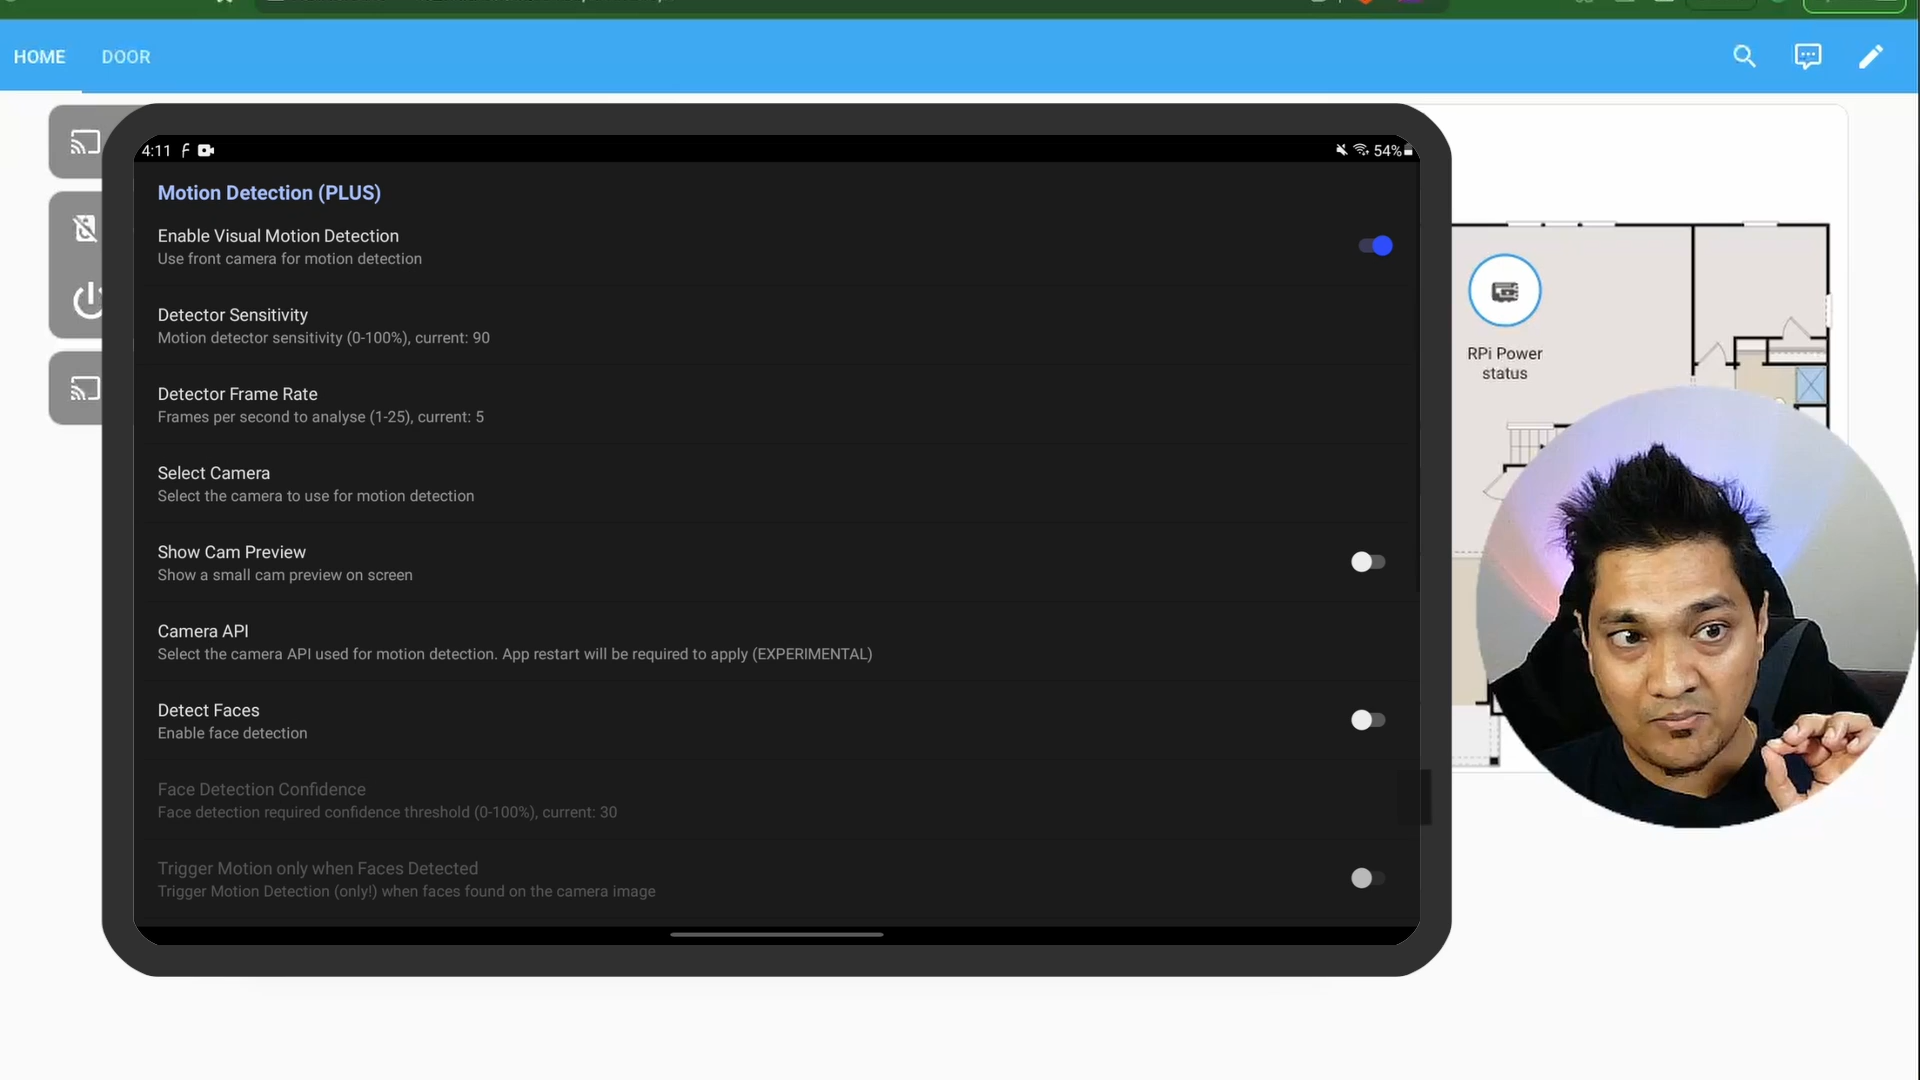 HOME DOOR
4:11 54%
Motion Detection (PLUS)
Enable Visual Motion Detection
Use front camera for motion detection
Detector Sensitivity
Motion detector sensitivity (0-100%), current: 90
Detector Frame Rate
Frames per second to analyse (1-25), current: 5
Select Camera
Select the camera to use for motion detection
Show Cam Preview
Show a small cam preview on screen
Camera API
Select the camera API used for motion detection. App restart will be required to apply (EXPERIMENTAL)
Detect Faces
Enable face detection
Face Detection Confidence
Face detection required confidence threshold (0-100%), current: 30
Trigger Motion only when Faces Detected
Trigger Motion Detection (only!) when faces found on the camera image
RPi Power
status